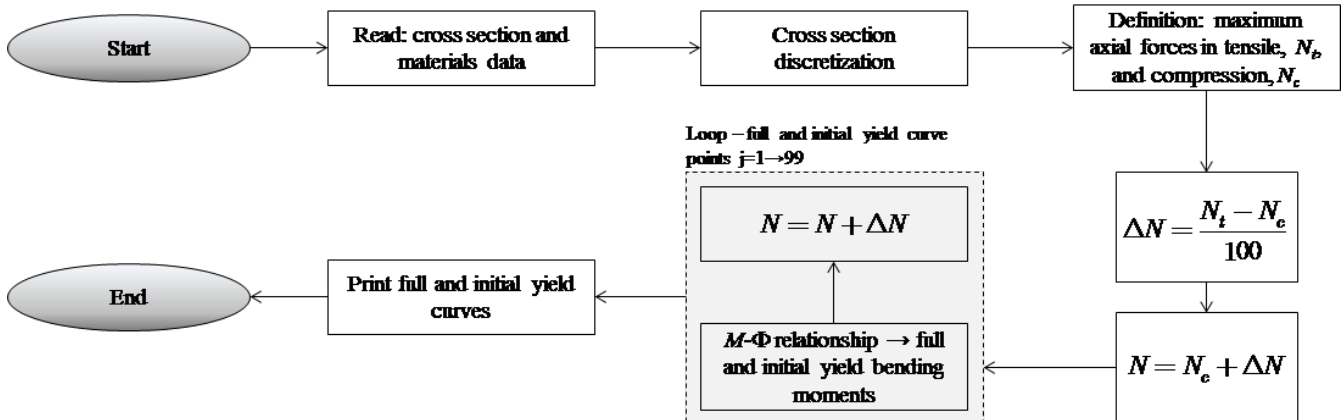 Start
Read: cross section and
materials data
Cross section
discretization
Definition: maximum
axial forces in tensile, N_t,
and compression, N_c
ΔN = (N_t − N_c) / 100
N = N_c + ΔN
Loop – full and initial yield curve
points j=1→99
N = N + ΔN
M-Φ relationship → full
and initial yield bending
moments
Print full and initial yield
curves
End